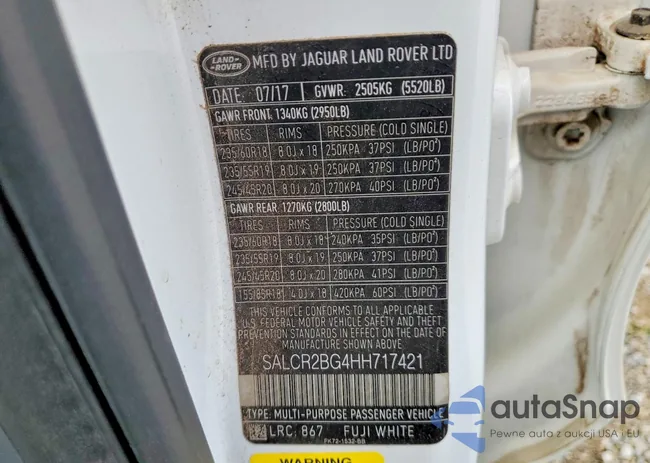 LAND ROVER MFD BY JAGUAR LAND ROVER LTD
DATE: 07/17 GVWR: 2505KG (5520LB)
GAWR FRONT: 1340KG (2950LB)
TIRES RIMS PRESSURE (COLD SINGLE)
235/60R18 8.0J x 18 250KPA 37PSI (LB/PO²)
235/55R19 8.0J x 19 250KPA 37PSI (LB/PO²)
245/45R20 8.0J x 20 270KPA 40PSI (LB/PO²)
GAWR REAR: 1270KG (2800LB)
TIRES RIMS PRESSURE (COLD SINGLE)
235/60R18 8.0J x 18 240KPA 35PSI (LB/PO²)
235/55R19 8.0J x 19 250KPA 37PSI (LB/PO²)
245/45R20 8.0J x 20 280KPA 41PSI (LB/PO²)
155/85R18 4.0J x 18 420KPA 60PSI (LB/PO²)
THIS VEHICLE CONFORMS TO ALL APPLICABLE
U.S. FEDERAL MOTOR VEHICLE SAFETY AND THEFT
PREVENTION STANDARDS IN EFFECT ON THE DATE
OF MANUFACTURE SHOWN ABOVE.
SALCR2BG4HH717421
TYPE: MULTI-PURPOSE PASSENGER VEHICLE
LRC: 867 FUJI WHITE
FK72-1532-BB
WARNING
autaSnap
Pewne auta z USA i EU